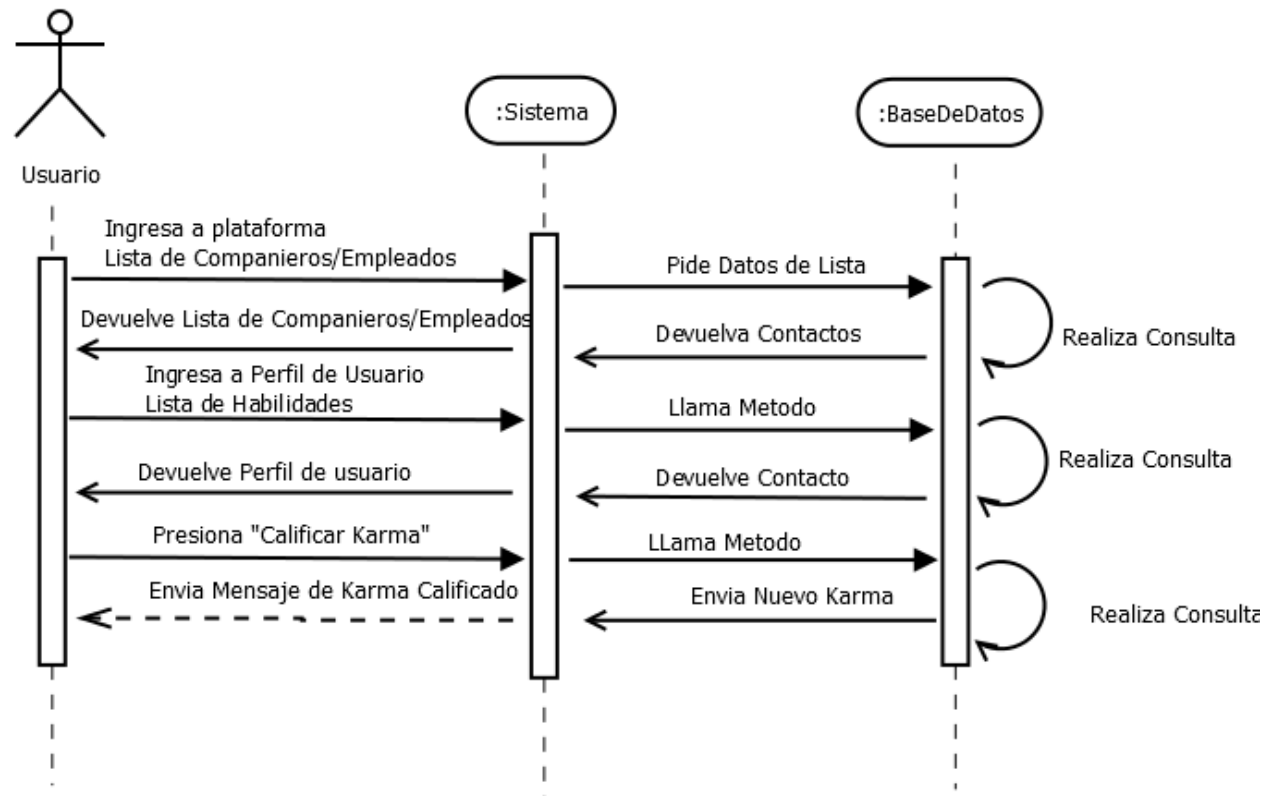 :Sistema
:BaseDeDatos
Usuario
Ingresa a plataforma
Lista de Companieros/Empleados
Pide Datos de Lista
Devuelve Lista de Companieros/Empleados
Devuelva Contactos
Realiza Consulta
Ingresa a Perfil de Usuario
Lista de Habilidades
Llama Metodo
Devuelve Perfil de usuario
Devuelve Contacto
Realiza Consulta
Presiona "Calificar Karma"
LLama Metodo
Envia Mensaje de Karma Calificado
Envia Nuevo Karma
Realiza Consulta